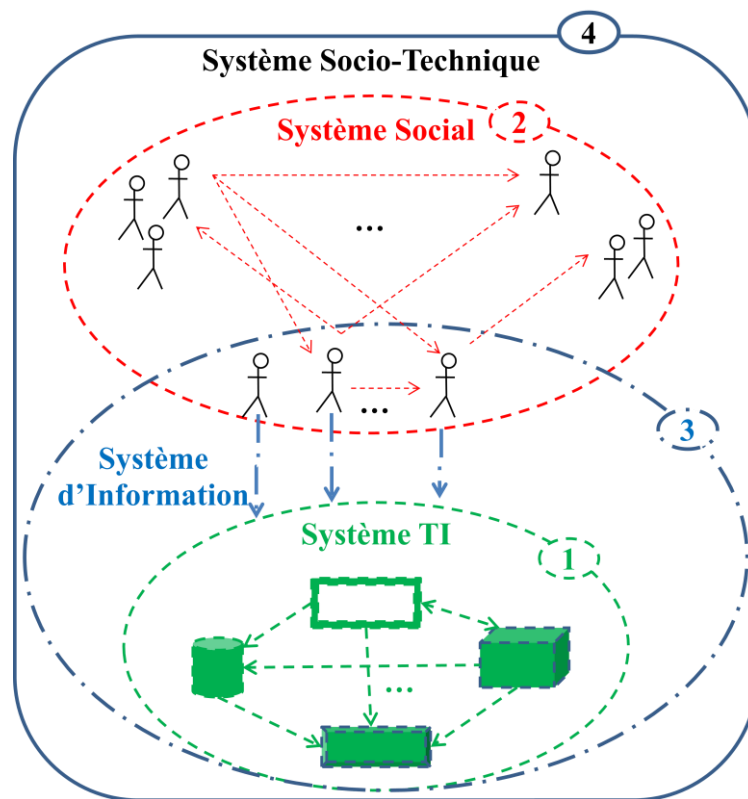 4
Système Socio-Technique
Système Social
2
...
...
3
Système
d’Information
Système TI
1
...